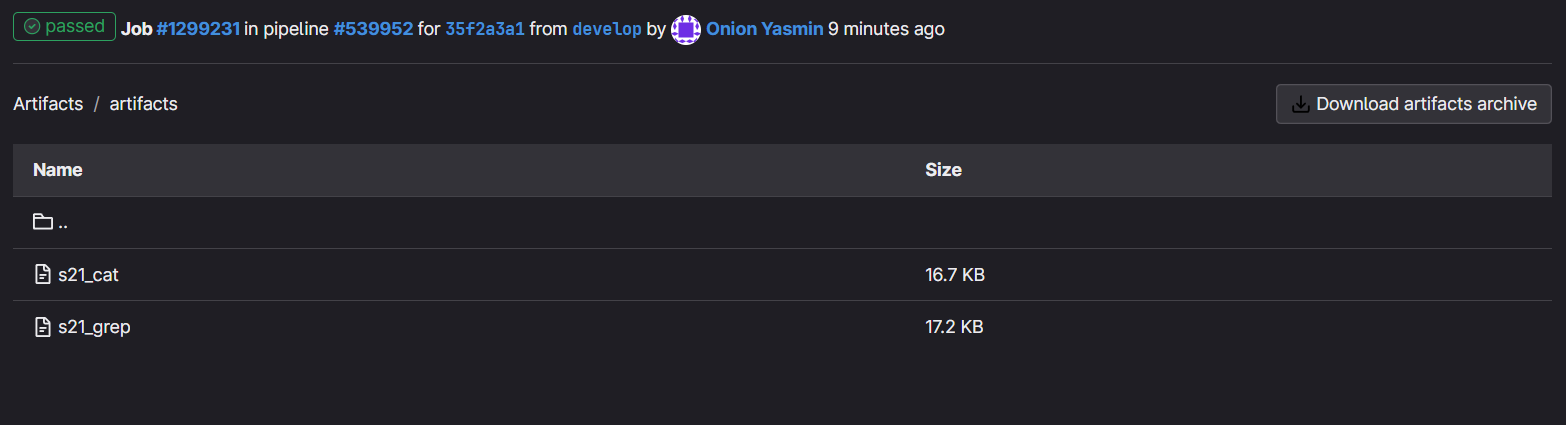 passed Job #1299231 in pipeline #539952 for 35f2a3a1 from develop by Onion Yasmin 9 minutes ago
Artifacts / artifacts
Download artifacts archive
Name Size
..
s21_cat 16.7 KB
s21_grep 17.2 KB